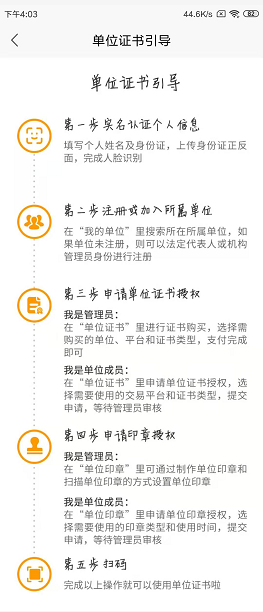 下午4:03
44.6K/s
82
单位证书引导
单位证书引导
第一步实名认证个人信息
填写个人姓名及身份证，上传身份证正反
面，完成人脸识别
第二步注册或加入所属单位
在“我的单位”里搜索所在所属单位，如
果单位未注册，则可以法定代表人或机构
管理员身份进行注册
第三步申请单位证书授权
我是管理员：
在“单位证书”里进行证书购买，选择需
购买的单位、平台和证书类型，支付完成
即可
我是单位成员：
在“单位证书”里申请单位证书授权，选
择需要使用的交易平台和证书类型，提交
申请，等待管理员审核
第四步申请印章授权
我是管理员：
在“单位印章”里可通过制作单位印章和
扫描单位印章的方式设置单位印章
我是单位成员：
在“单位印章”里申请单位印章授权，选
择需要使用的印章类型和使用时间，提交
申请，等待管理员审核
第五步扫码
完成以上操作就可以使用单位证书啦